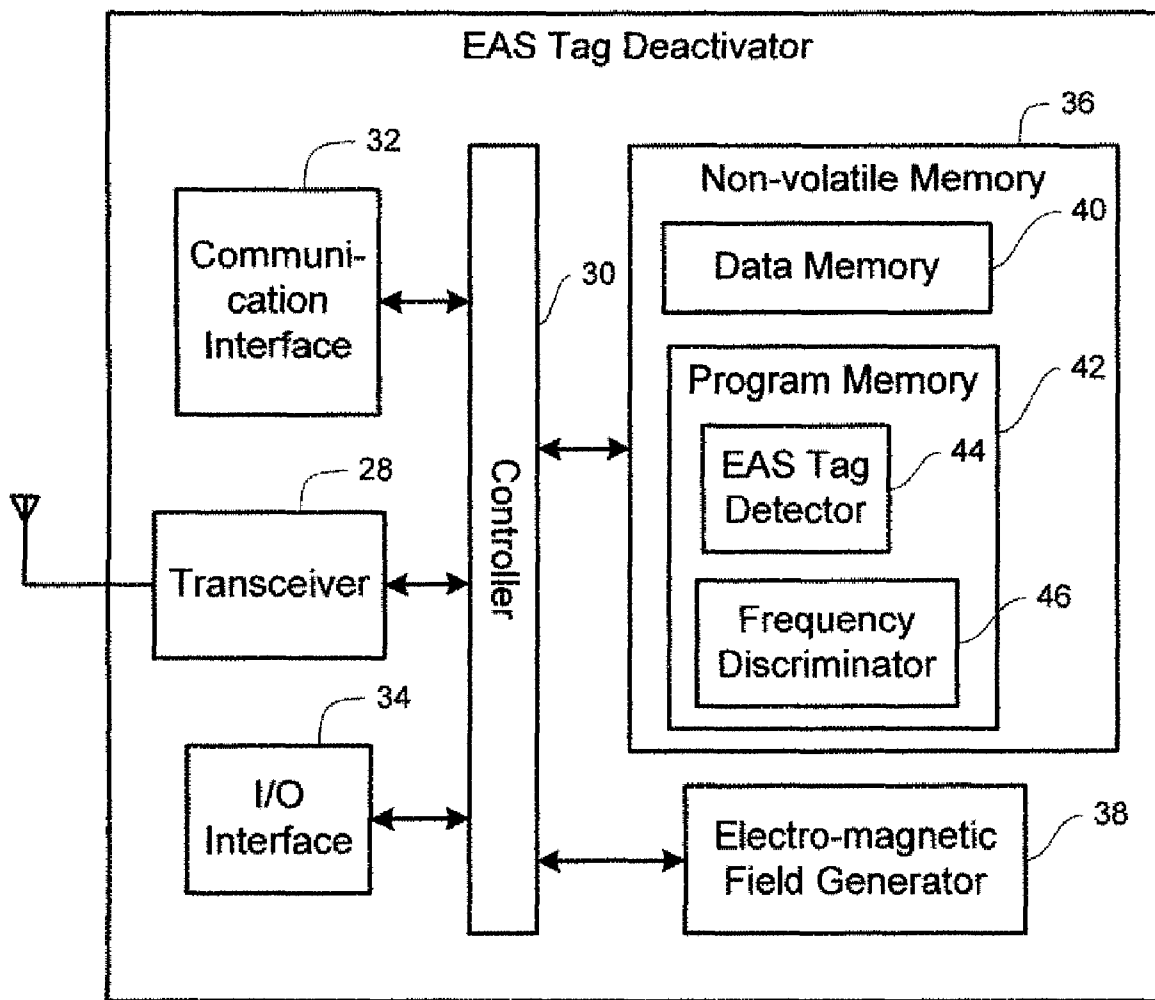 EAS Tag Deactivator
36
32
Non-volatile Memory
40
Communi-
cation
Interface
30
Data Memory
Program Memory
42
EAS Tag
Detector
44
28
Controller
Transceiver
Frequency
Discriminator
46
34
I/O
Interface
Electro-magnetic
Field Generator
38